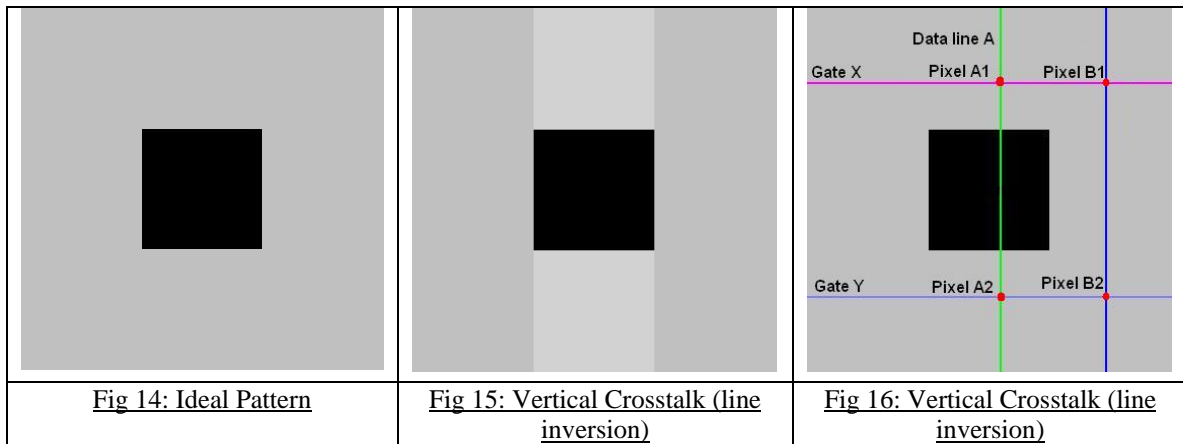 Data line A
Gate X
Pixel A1
Pixel B1
Gate Y
Pixel A2
Pixel B2
Fig 14: Ideal Pattern
Fig 15: Vertical Crosstalk (line
inversion)
Fig 16: Vertical Crosstalk (line
inversion)